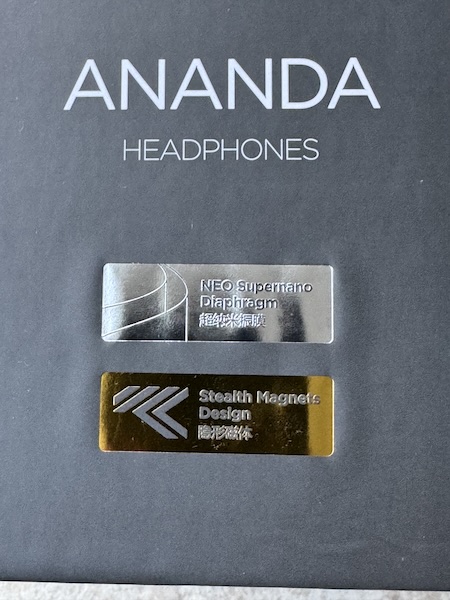 ANANDA
HEADPHONES
NEO Supernano
Diaphragm
超纳米振膜
Stealth Magnets
Design
隐形磁体